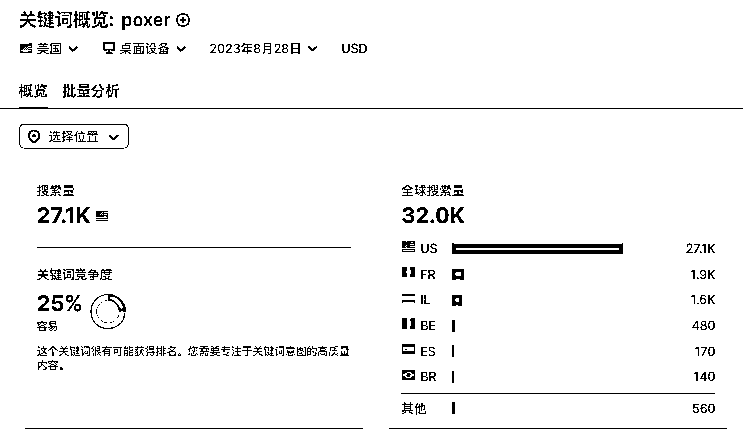 关键词概览: poxer
美国 桌面设备 2023年8月28日 USD
概览 批量分析
选择位置
搜索量
27.1K
关键词竞争度
25%
容易
这个关键词很有可能获得排名。您需要专注于关键词意图的高质量
内容。
全球搜索量
32.0K
US 27.1K
FR 1.9K
IL 1.6K
BE 480
ES 170
BR 140
其他 560